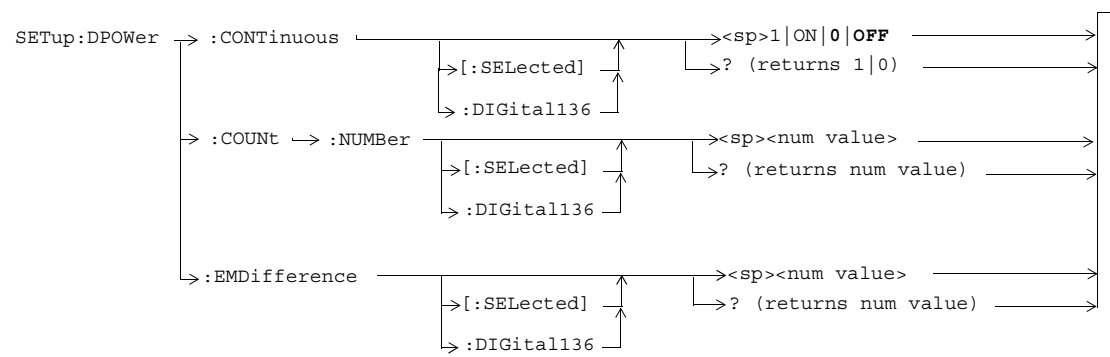 SETup:DPOWer :CONTinuous <sp>1|ON|0|OFF
[:SELected] ? (returns 1|0)
:DIGital136
:COUNt :NUMBer <sp><num value>
[:SELected] ? (returns num value)
:DIGital136
:EMDifference <sp><num value>
[:SELected] ? (returns num value)
:DIGital136